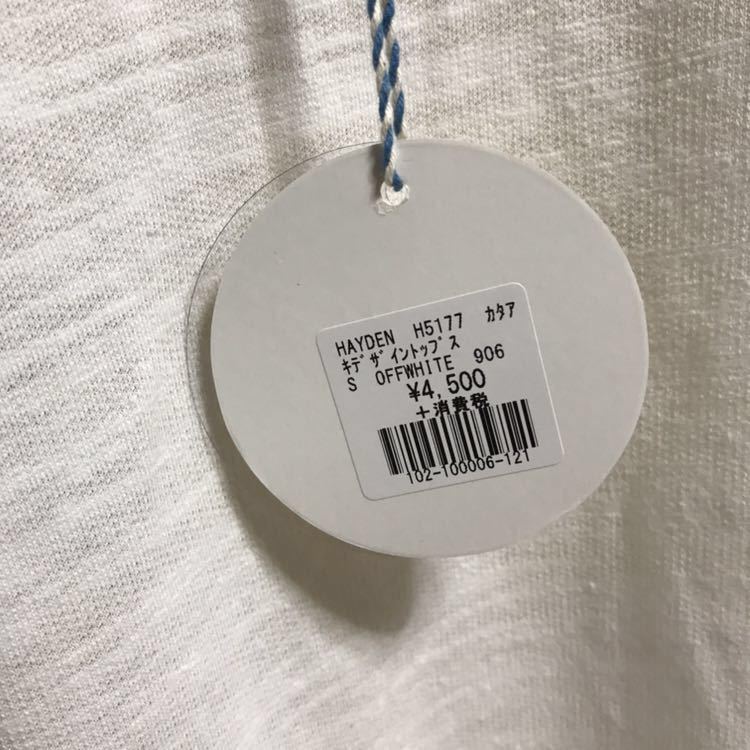 HAYDEN H5177 ｶﾀｱ
ｷﾃﾞｻﾞｲﾝﾄｯﾌﾟｽ
S OFFWHITE 906
¥4,500
+消費税
102-100006-121